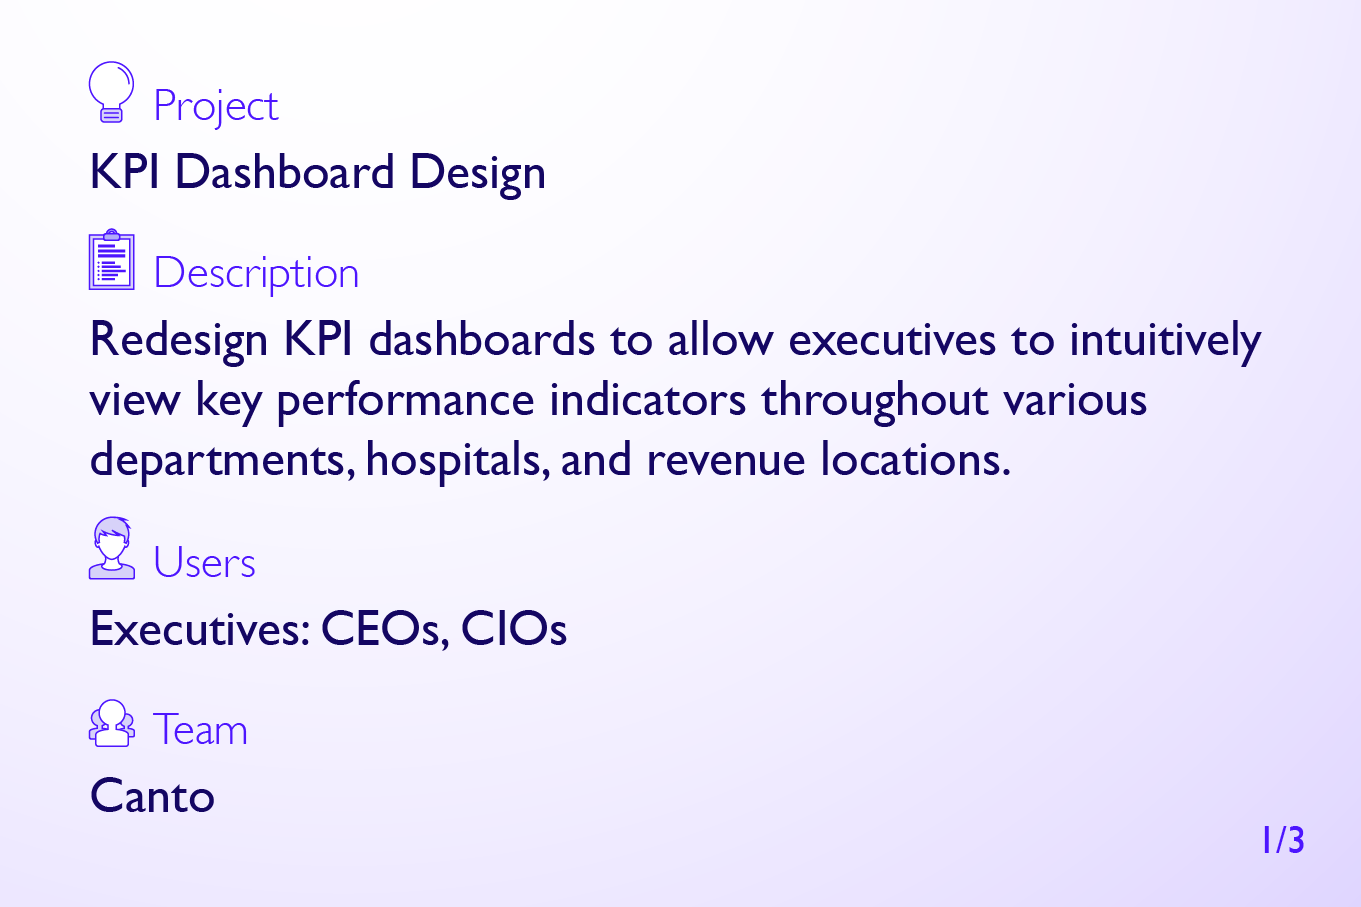 Project
KPI Dashboard Design
Description
Redesign KPI dashboards to allow executives to intuitively
view key performance indicators throughout various
departments, hospitals, and revenue locations.
Users
Executives: CEOs, CIOs
Team
Canto
1/3